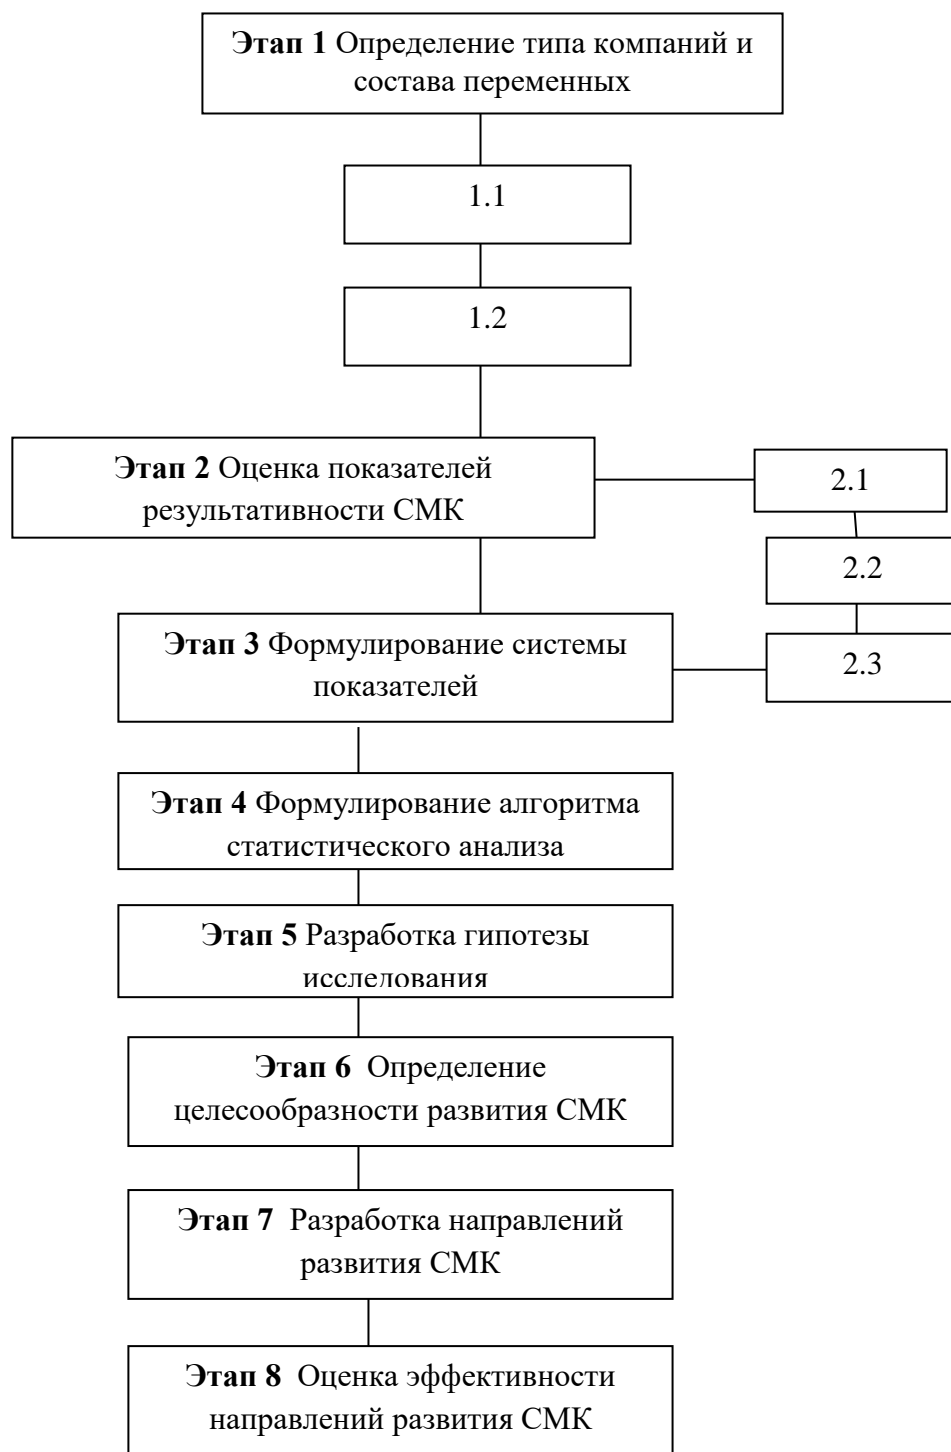 Этап 1 Определение типа компаний и
состава переменных
1.1
1.2
Этап 2 Оценка показателей
результативности СМК
2.1
2.2
2.3
Этап 3 Формулирование системы
показателей
Этап 4 Формулирование алгоритма
статистического анализа
Этап 5 Разработка гипотезы
исследования
Этап 6 Определение
целесообразности развития СМК
Этап 7 Разработка направлений
развития СМК
Этап 8 Оценка эффективности
направлений развития СМК